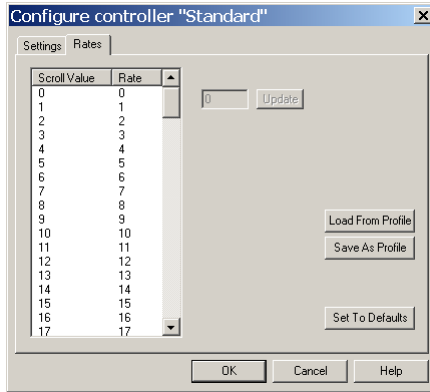 Configure controller "Standard"
Settings Rates
Scroll Value Rate
0 0
0 Update
1 1
2 2
3 3
4 4
5 5
6 6
7 7
8 8
9 9
Load From Profile
10 10
11 11
Save As Profile
12 12
13 13
14 14
15 15
16 16
Set To Defaults
17 17
OK Cancel Help